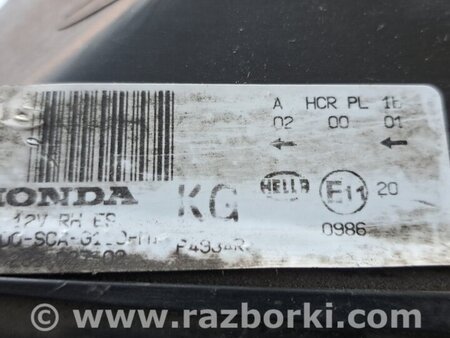 A HCR PL 1B
02 00 01
HONDA KG HELLA E11 20
12V RH E9
0986
www.razborki.com